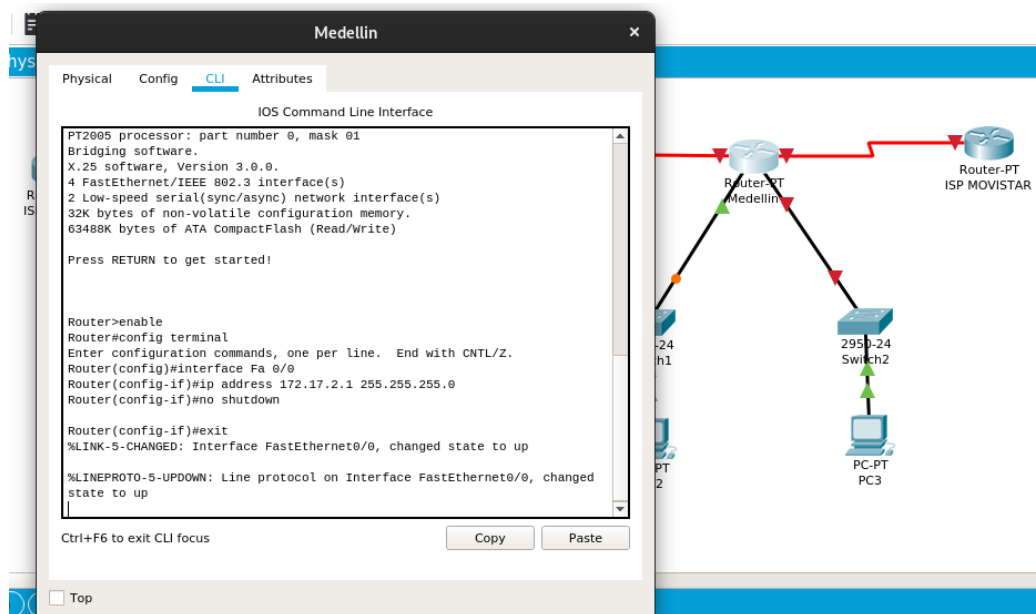 Medellin
×
hys
Physical Config CLI Attributes
IOS Command Line Interface
PT2005 processor: part number 0, mask 01
Bridging software.
X.25 software, Version 3.0.0.
4 FastEthernet/IEEE 802.3 interface(s)
2 Low-speed serial(sync/async) network interface(s)
32K bytes of non-volatile configuration memory.
63488K bytes of ATA CompactFlash (Read/Write)
Press RETURN to get started!
Router>enable
Router#config terminal
Enter configuration commands, one per line.  End with CNTL/Z.
Router(config)#interface Fa 0/0
Router(config-if)#ip address 172.17.2.1 255.255.255.0
Router(config-if)#no shutdown
Router(config-if)#exit
%LINK-5-CHANGED: Interface FastEthernet0/0, changed state to up
%LINEPROTO-5-UPDOWN: Line protocol on Interface FastEthernet0/0, changed
state to up
Ctrl+F6 to exit CLI focus
Copy Paste
Top
R
IS
Router-PT
Medellin
Router-PT
ISP MOVISTAR
-24
h1
2950-24
Switch2
PT
2
PC-PT
PC3